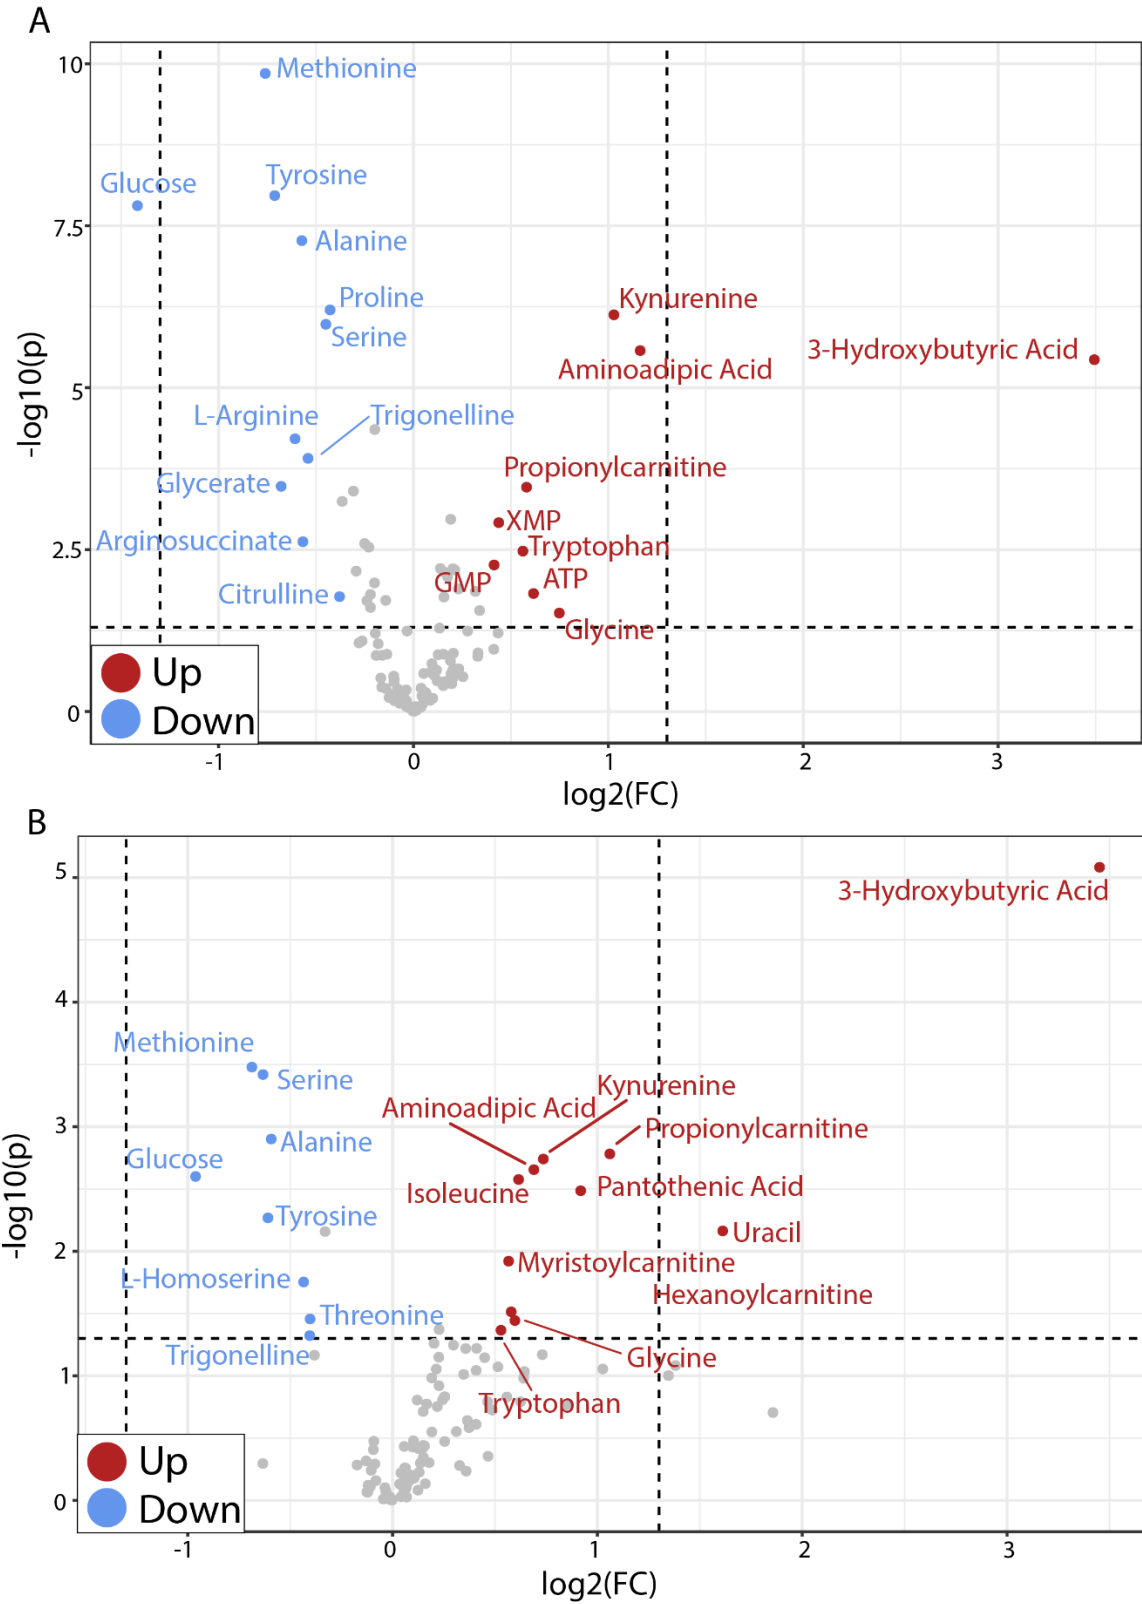 A
10
Methionine
Glucose
Tyrosine
7.5
Alanine
Proline
Serine
Kynurenine
Aminoadipic Acid
3-Hydroxybutyric Acid
5
-log10(p)
L-Arginine
Trigonelline
Glycerate
Propionylcarnitine
XMP
2.5
Arginosuccinate
Tryptophan
GMP
ATP
Citrulline
Glycine
Up
Down
0
-1
0
1
2
3
log2(FC)
B
5
3-Hydroxybutyric Acid
4
Methionine
Serine
Kynurenine
Aminoadipic Acid
3
Propionylcarnitine
Alanine
Glucose
Isoleucine
Pantothenic Acid
-log10(p)
Tyrosine
Uracil
2
L-Homoserine
Myristoylcarnitine
Hexanoylcarnitine
Threonine
Trigonelline
Glycine
1
Tryptophan
Up
Down
0
-1
0
1
2
3
log2(FC)